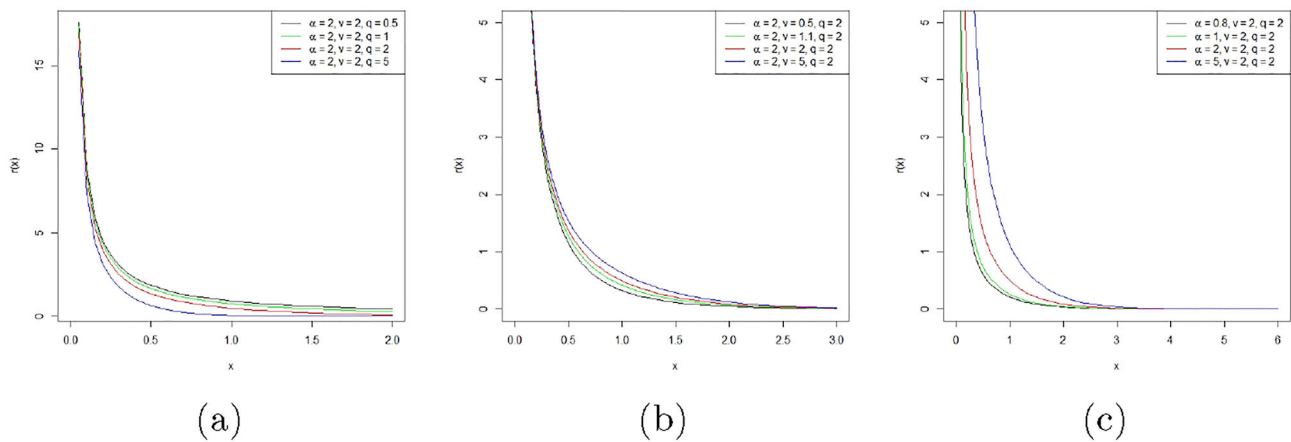 α = 2, ν = 2, q = 0.5
α = 2, ν = 2, q = 1
α = 2, ν = 2, q = 2
α = 2, ν = 2, q = 5
r(x)
15
10
5
0
0.0 0.5 1.0 1.5 2.0
x
(a)
α = 2, ν = 0.5, q = 2
α = 2, ν = 1.1, q = 2
α = 2, ν = 2, q = 2
α = 2, ν = 5, q = 2
r(x)
5
4
3
2
1
0
0.0 0.5 1.0 1.5 2.0 2.5 3.0
x
(b)
α = 0.8, ν = 2, q = 2
α = 1, ν = 2, q = 2
α = 2, ν = 2, q = 2
α = 5, ν = 2, q = 2
r(x)
5
4
3
2
1
0
0 1 2 3 4 5 6
x
(c)